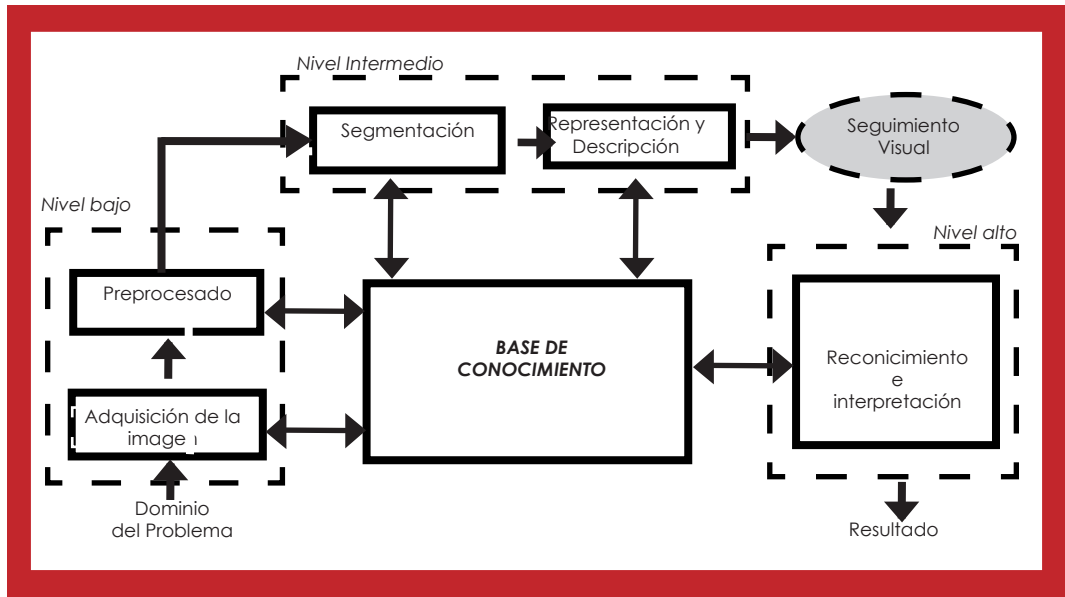 Nivel Intermedio
Segmentación
Representación y
Descripción
Seguimiento
Visual
Nivel bajo
Nivel alto
Preprocesado
BASE DE
CONOCIMIENTO
Reconicimiento
e
interpretación
Adquisición de la
imagen
Dominio
del Problema
Resultado